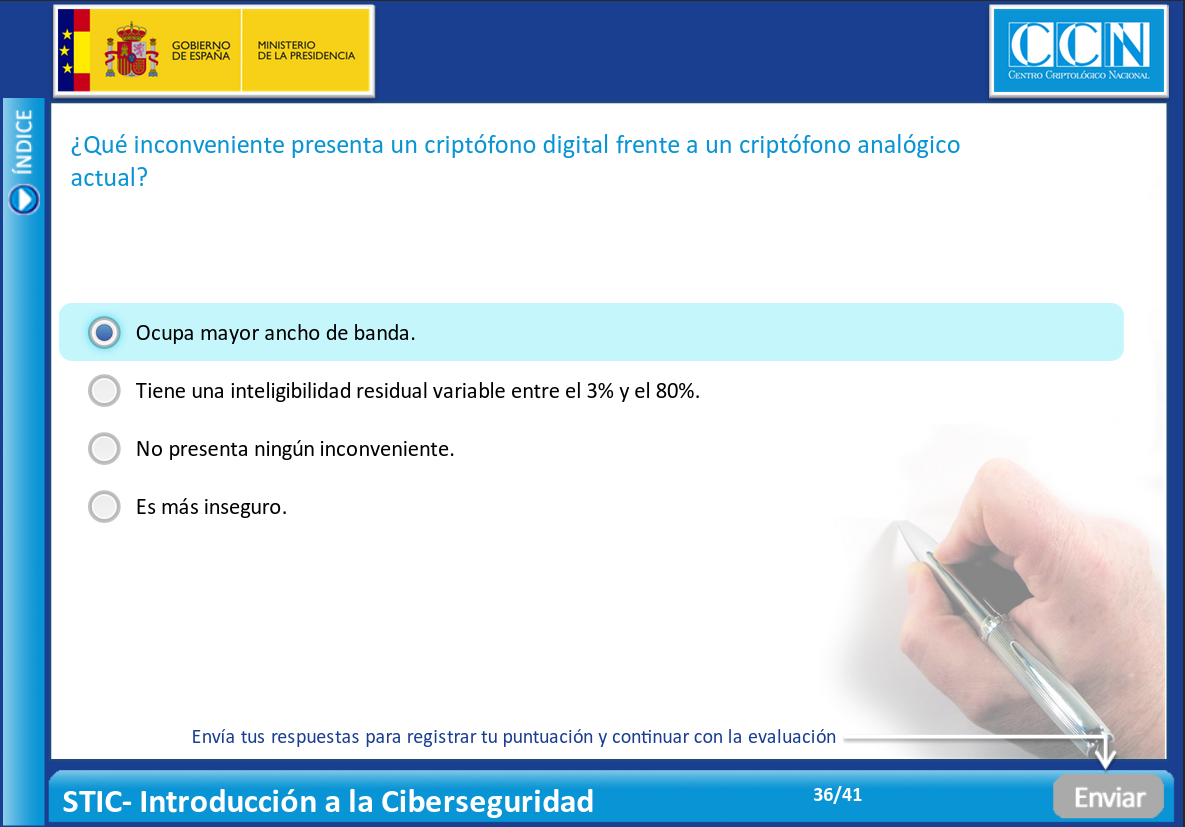 GOBIERNO
DE ESPAÑA
MINISTERIO
DE LA PRESIDENCIA
CCN
CENTRO CRIPTOLÓGICO NACIONAL
ÍNDICE
¿Qué inconveniente presenta un criptófono digital frente a un criptófono analógico
actual?
Ocupa mayor ancho de banda.
Tiene una inteligibilidad residual variable entre el 3% y el 80%.
No presenta ningún inconveniente.
Es más inseguro.
Envía tus respuestas para registrar tu puntuación y continuar con la evaluación
STIC- Introducción a la Ciberseguridad
36/41
Enviar